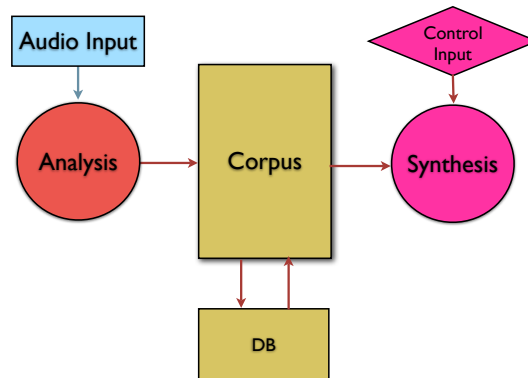 Audio Input
Control
Input
Analysis
Corpus
Synthesis
DB